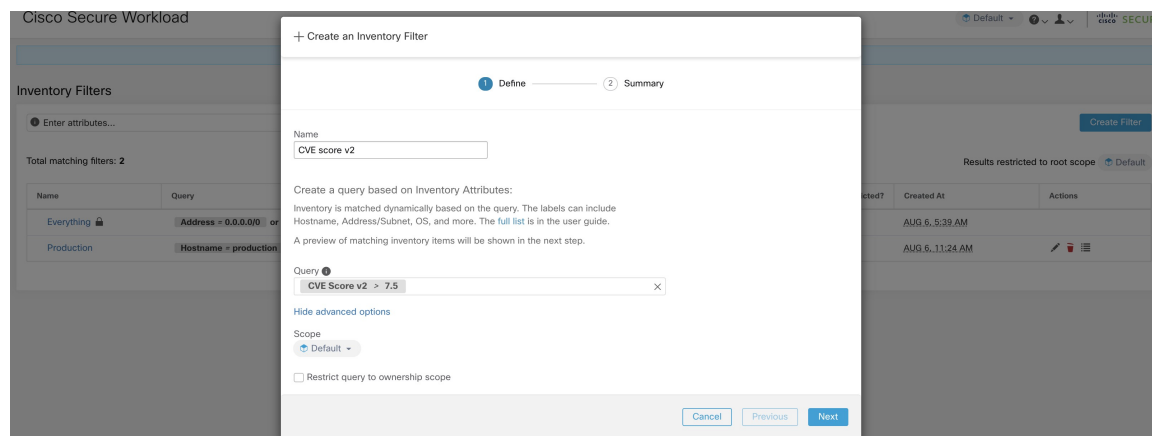 Cisco Secure Workload
Default
CISCO SECUR
+ Create an Inventory Filter
1 Define
2 Summary
Inventory Filters
Enter attributes...
Create Filter
Total matching filters: 2
Results restricted to root scope Default
Name
Query
cted?
Created At
Actions
Everything
Address = 0.0.0.0/0 or
AUG 6, 5:39 AM
Production
Hostname = production
AUG 6, 11:24 AM
Name
CVE score v2
Create a query based on Inventory Attributes:
Inventory is matched dynamically based on the query. The labels can include
Hostname, Address/Subnet, OS, and more. The full list is in the user guide.
A preview of matching inventory items will be shown in the next step.
Query
CVE Score v2 > 7.5
Hide advanced options
Scope
Default
Restrict query to ownership scope
Cancel
Previous
Next